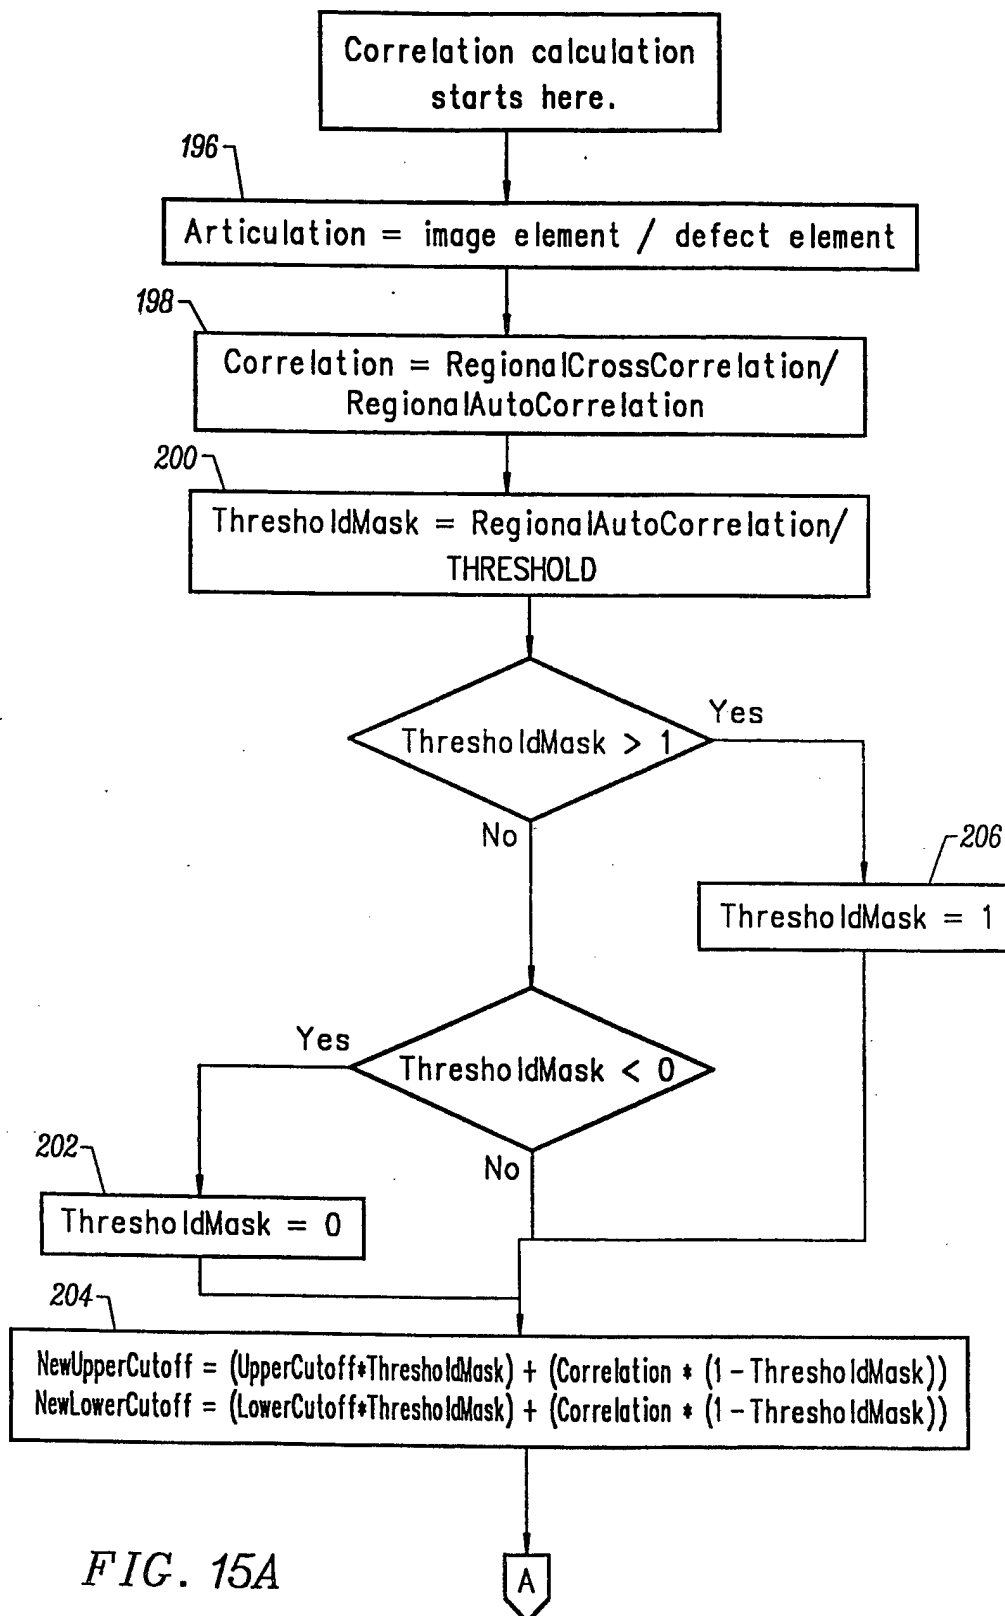 Correlation calculation
starts here.
196
Articulation = image element / defect element
198
Correlation = RegionalCrossCorrelation/
RegionalAutoCorrelation
200
ThresholdMask = RegionalAutoCorrelation/
THRESHOLD
ThresholdMask > 1
Yes
No
206
ThresholdMask = 1
ThresholdMask < 0
Yes
No
202
ThresholdMask = 0
204
NewUpperCutoff = (UpperCutoff*ThresholdMask) + (Correlation * (1 - ThresholdMask))
NewLowerCutoff = (LowerCutoff*ThresholdMask) + (Correlation * (1 - ThresholdMask))
A
FIG. 15A